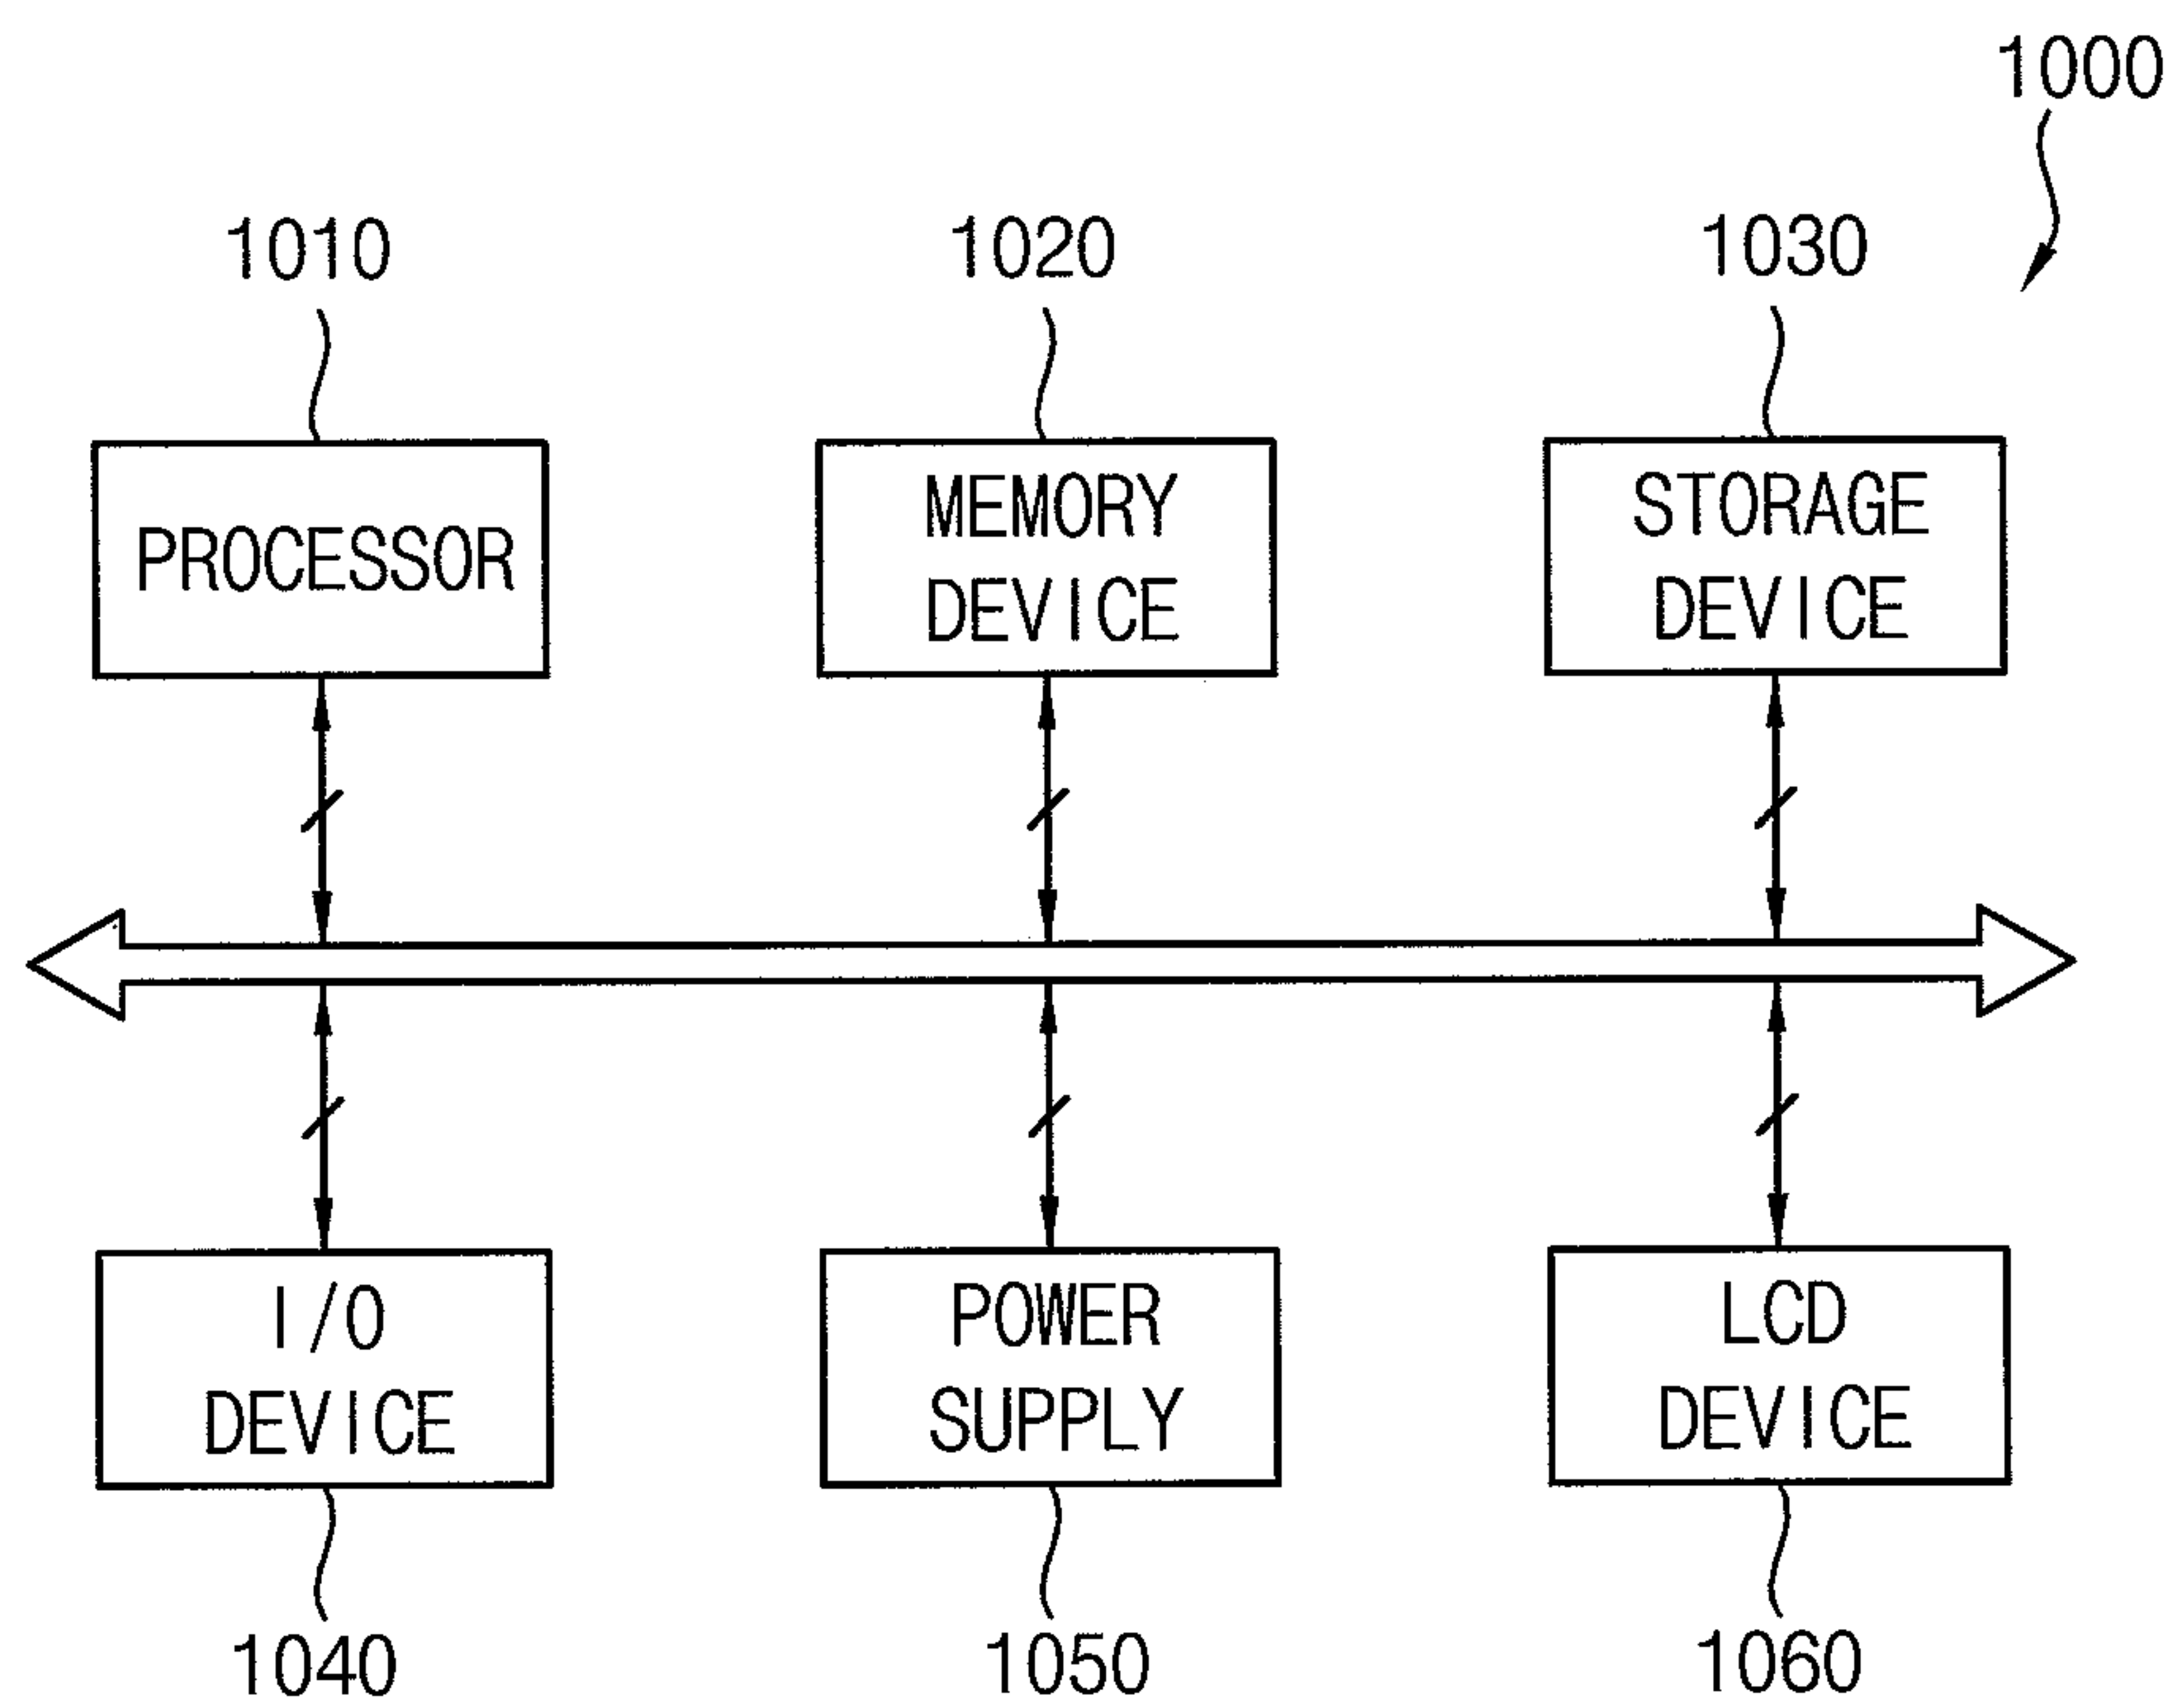 1000
1010
1020
1030
PROCESSOR
MEMORY
DEVICE
STORAGE
DEVICE
I/O
DEVICE
POWER
SUPPLY
LCD
DEVICE
1040
1050
1060